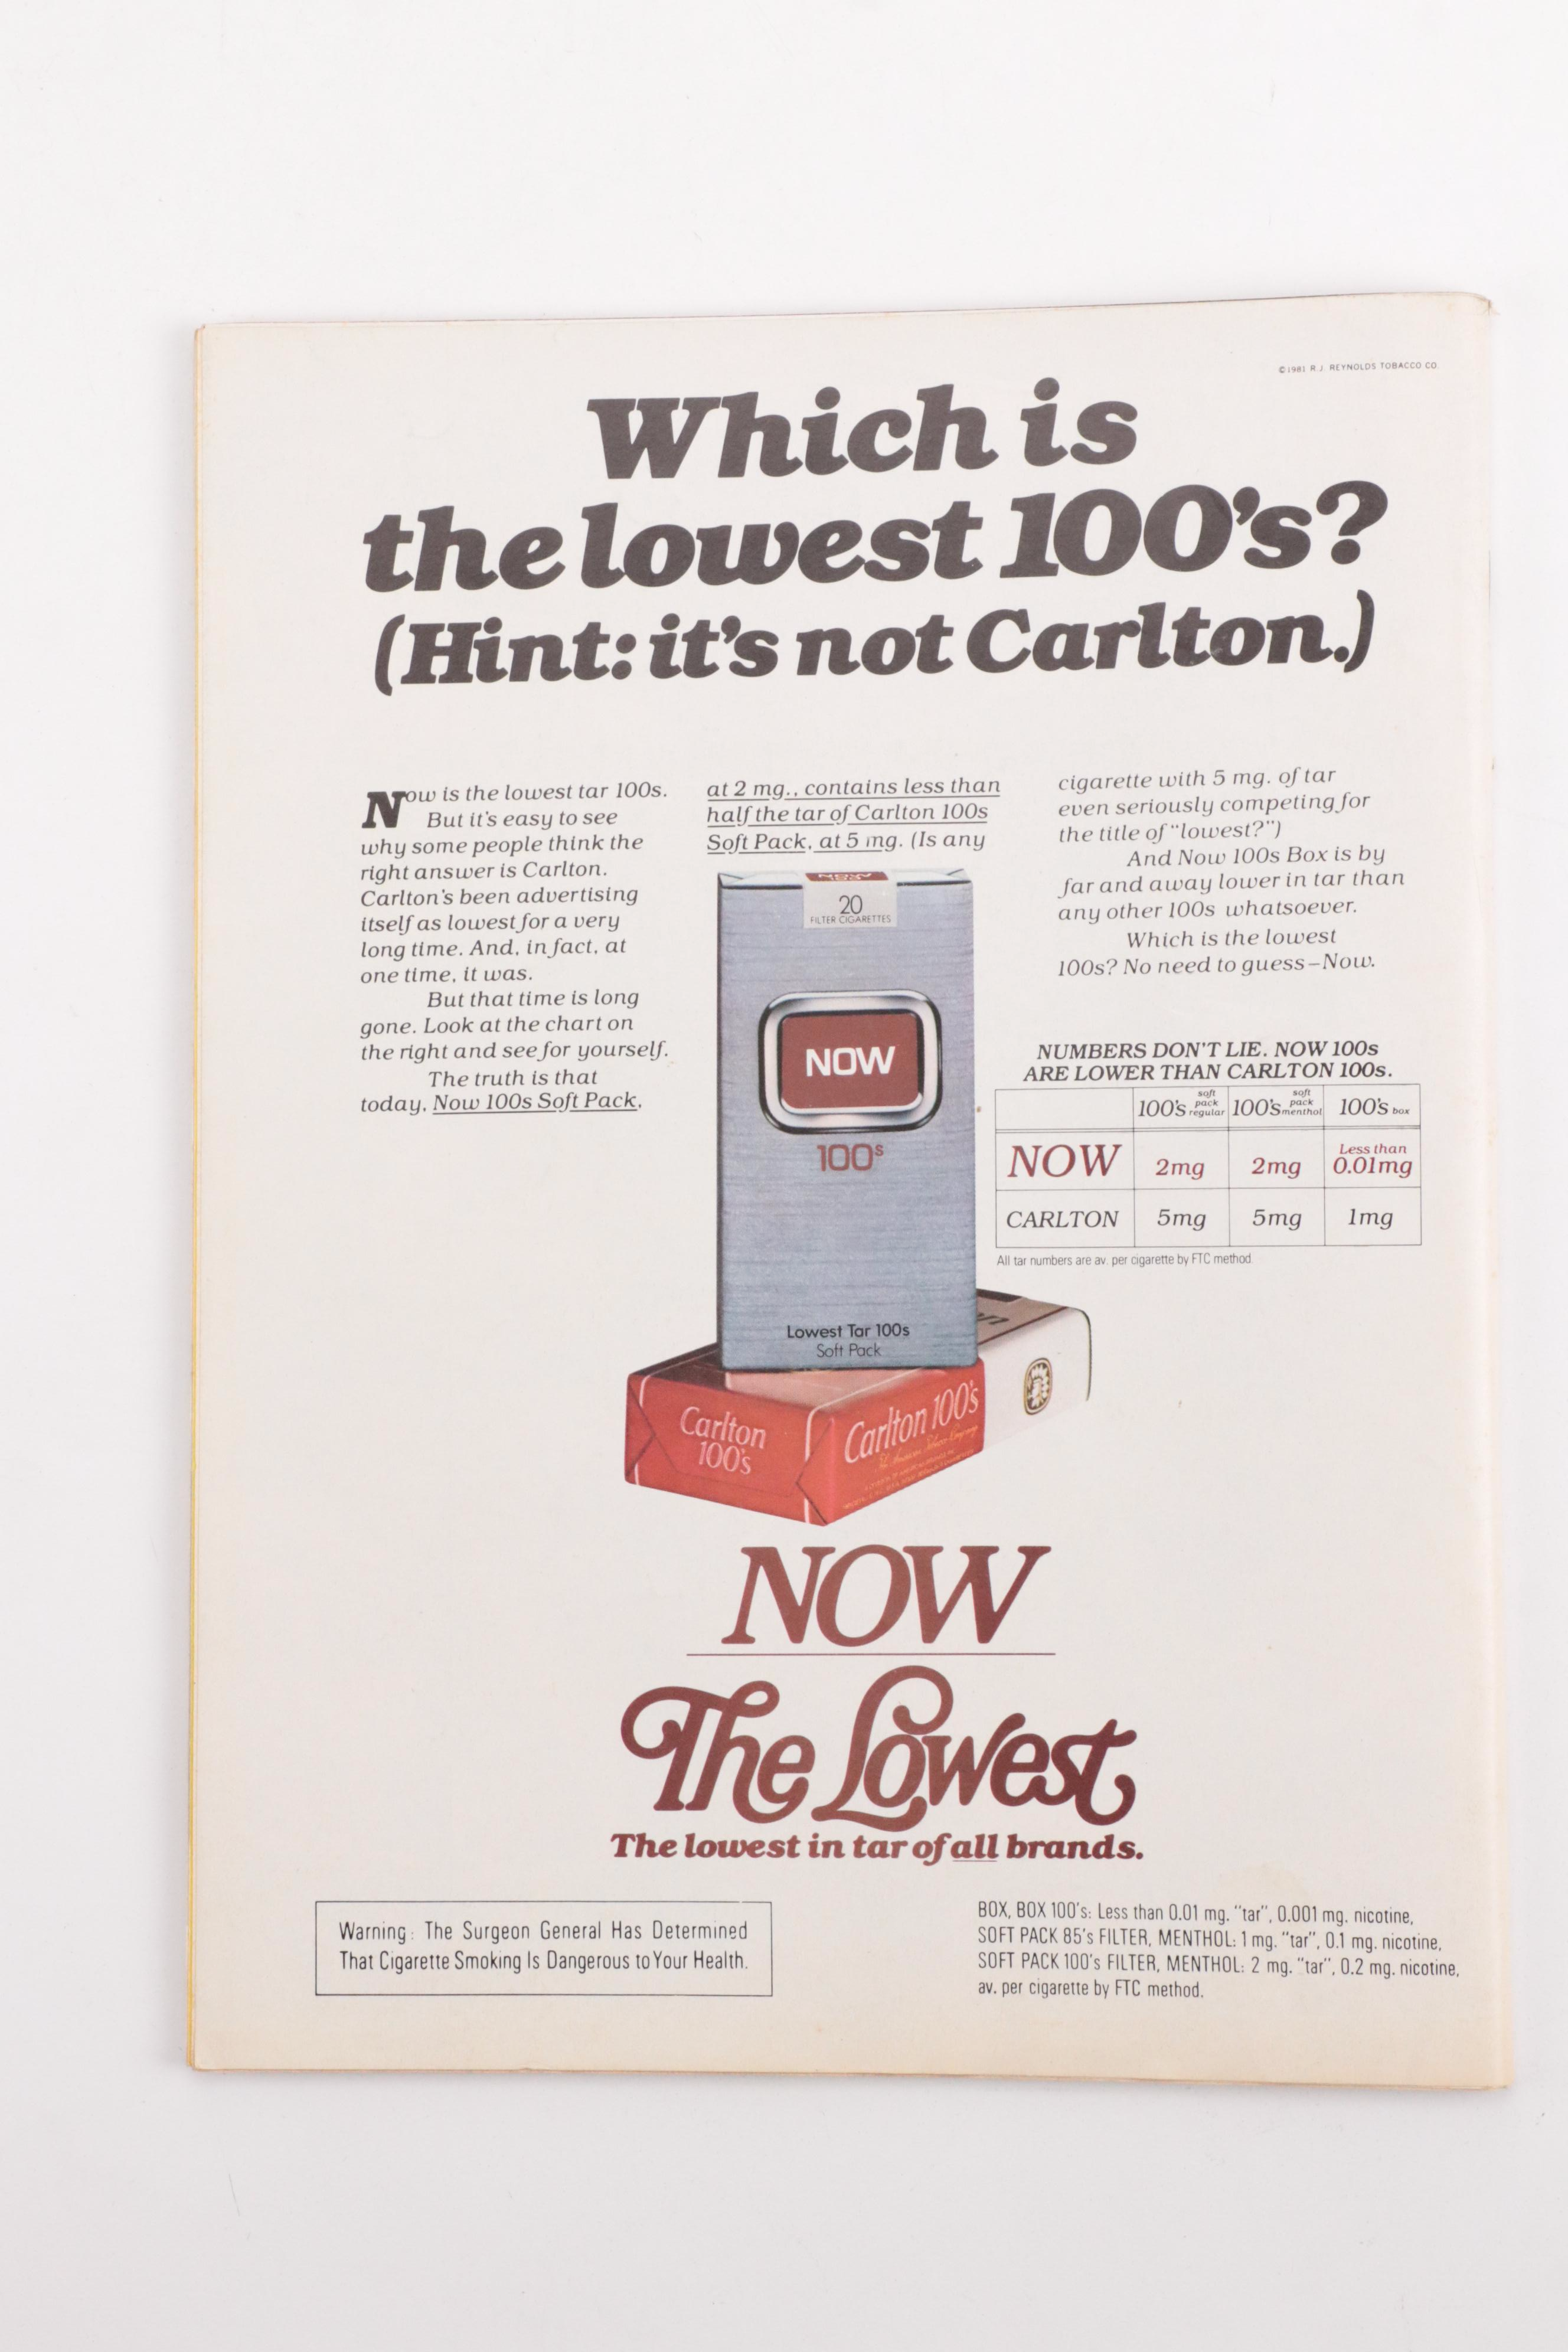 ©1981 R.J. REYNOLDS TOBACCO CO.
Which is
the lowest 100's?
(Hint: it's not Carlton.)
Now is the lowest tar 100s.
But it's easy to see
why some people think the
right answer is Carlton.
Carlton's been advertising
itself as lowest for a very
long time. And, in fact, at
one time, it was.
But that time is long
gone. Look at the chart on
the right and see for yourself.
The truth is that
today, Now 100s Soft Pack,
at 2 mg., contains less than
half the tar of Carlton 100s
Soft Pack, at 5 mg. (Is any
cigarette with 5 mg. of tar
even seriously competing for
the title of "lowest?")
And Now 100s Box is by
far and away lower in tar than
any other 100s whatsoever.
Which is the lowest
100s? No need to guess–Now.
NOW
20
FILTER CIGARETTES
NOW
100s
Lowest Tar 100s
Soft Pack
NUMBERS DON'T LIE. NOW 100s
ARE LOWER THAN CARLTON 100s.
100's soft pack regular 100's soft pack menthol 100's box
NOW 2mg 2mg Less than 0.01mg
CARLTON 5mg 5mg 1mg
All tar numbers are av. per cigarette by FTC method.
Carlton
100's
Carlton 100's
The American Tobacco Company
NOW
The Lowest
The lowest in tar of all brands.
Warning: The Surgeon General Has Determined
That Cigarette Smoking Is Dangerous to Your Health.
BOX, BOX 100's: Less than 0.01 mg. "tar", 0.001 mg. nicotine,
SOFT PACK 85's FILTER, MENTHOL: 1 mg. "tar", 0.1 mg. nicotine,
SOFT PACK 100's FILTER, MENTHOL: 2 mg. "tar", 0.2 mg. nicotine,
av. per cigarette by FTC method.